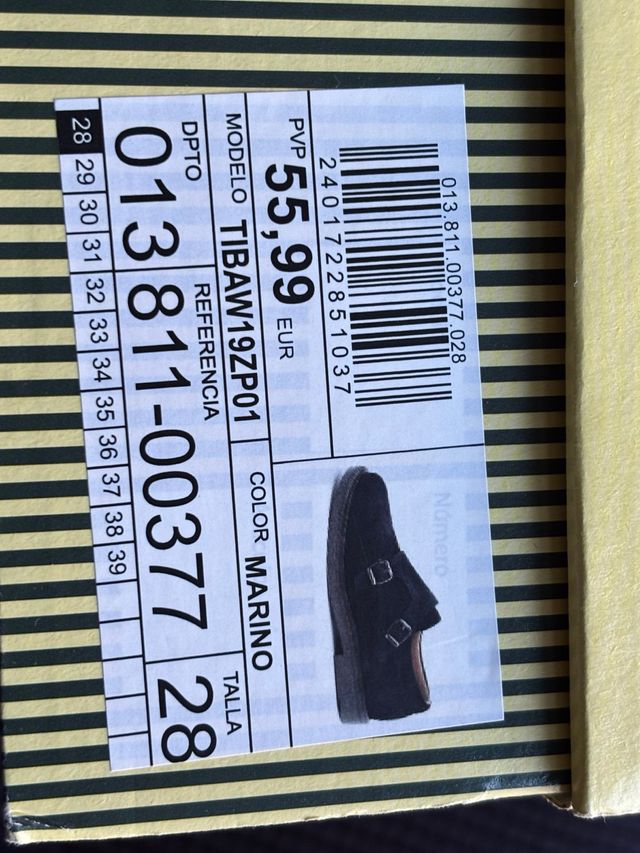 013.811.00377.028
2401722851037
Número
PVP 55,99 EUR
MODELO TIBAW19ZP01
COLOR MARINO
DPTO REFERENCIA TALLA
013 811-00377 28
28 29 30 31 32 33 34 35 36 37 38 39